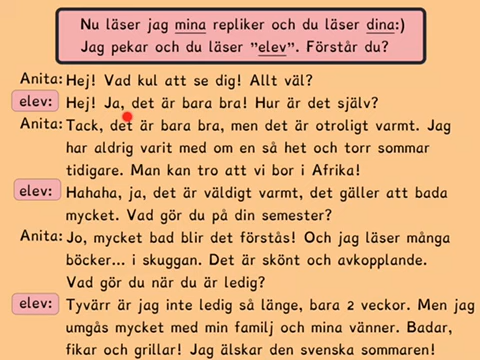 Nu läser jag mina repliker och du läser dina:)
Jag pekar och du läser ”elev”. Förstår du?
Anita: Hej! Vad kul att se dig! Allt väl?
elev: Hej! Ja, det är bara bra! Hur är det själv?
Anita: Tack, det är bara bra, men det är otroligt varmt. Jag
har aldrig varit med om en så het och torr sommar
tidigare. Man kan tro att vi bor i Afrika!
elev: Hahaha, ja, det är väldigt varmt, det gäller att bada
mycket. Vad gör du på din semester?
Anita: Jo, mycket bad blir det förstås! Och jag läser många
böcker... i skuggan. Det är skönt och avkopplande.
Vad gör du när du är ledig?
elev: Tyvärr är jag inte ledig så länge, bara 2 veckor. Men jag
umgås mycket med min familj och mina vänner. Badar,
fikar och grillar! Jag älskar den svenska sommaren!